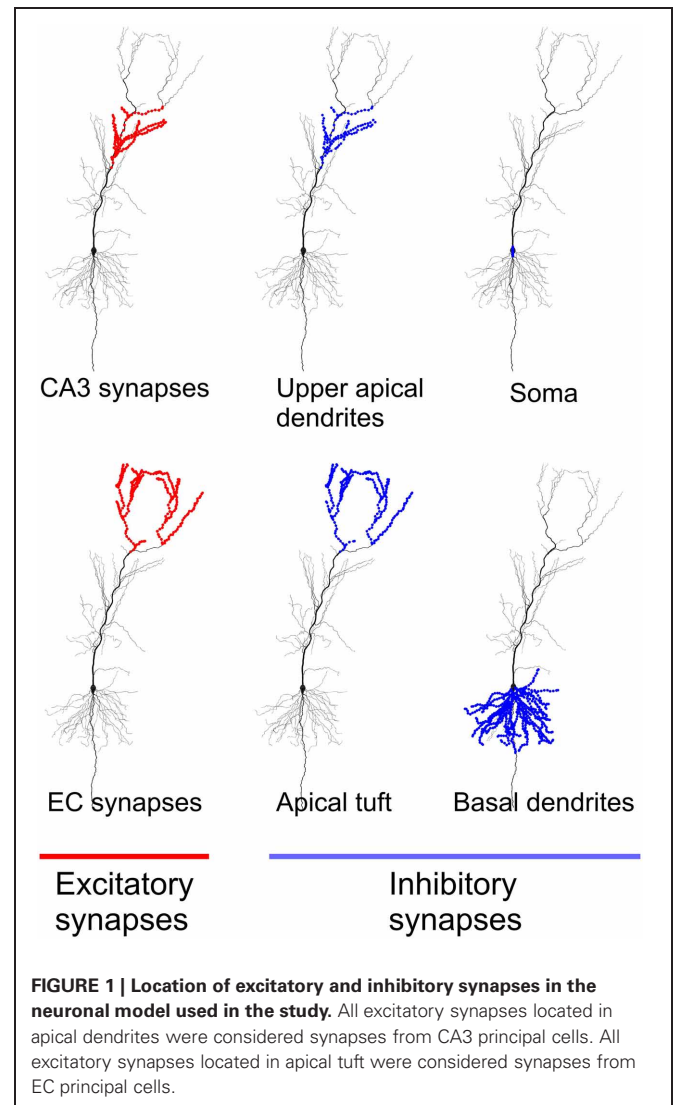 CA3 synapses
Upper apical
dendrites
Soma
EC synapses
Apical tuft
Basal dendrites
Excitatory
synapses
Inhibitory
synapses
FIGURE 1 | Location of excitatory and inhibitory synapses in the
neuronal model used in the study. All excitatory synapses located in
apical dendrites were considered synapses from CA3 principal cells. All
excitatory synapses located in apical tuft were considered synapses from
EC principal cells.